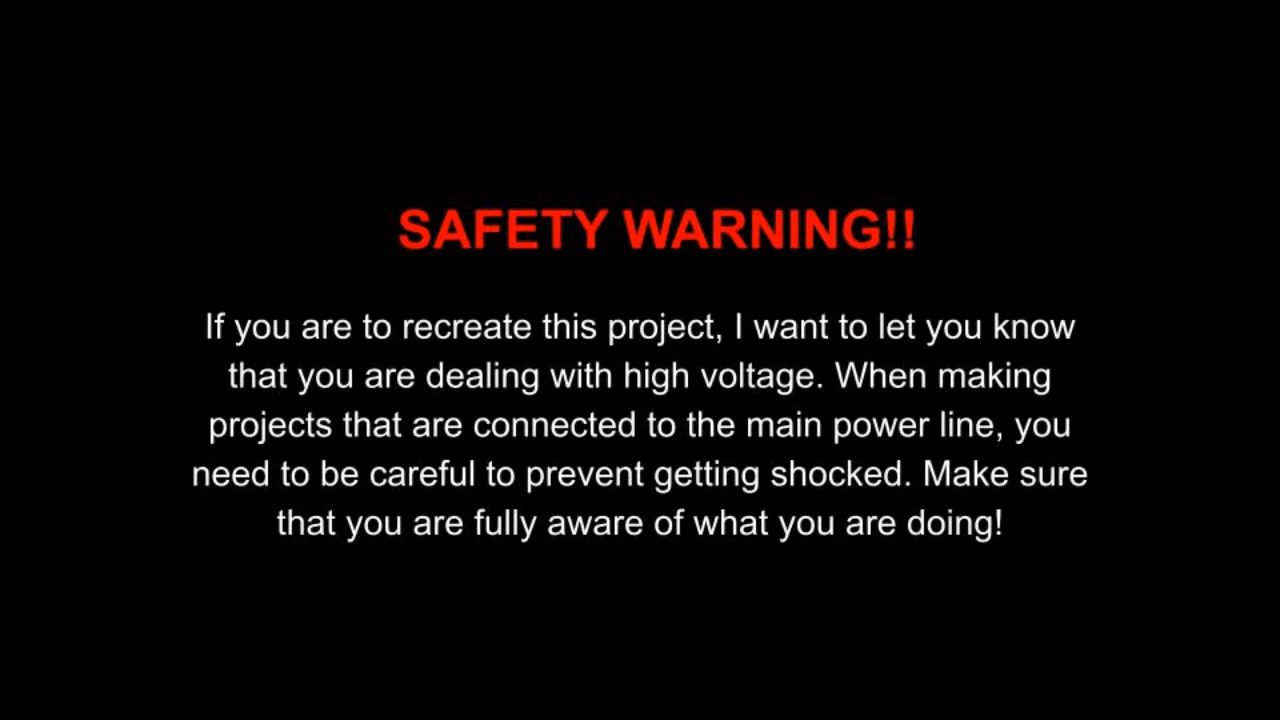 SAFETY WARNING!!
If you are to recreate this project, I want to let you know
that you are dealing with high voltage. When making
projects that are connected to the main power line, you
need to be careful to prevent getting shocked. Make sure
that you are fully aware of what you are doing!